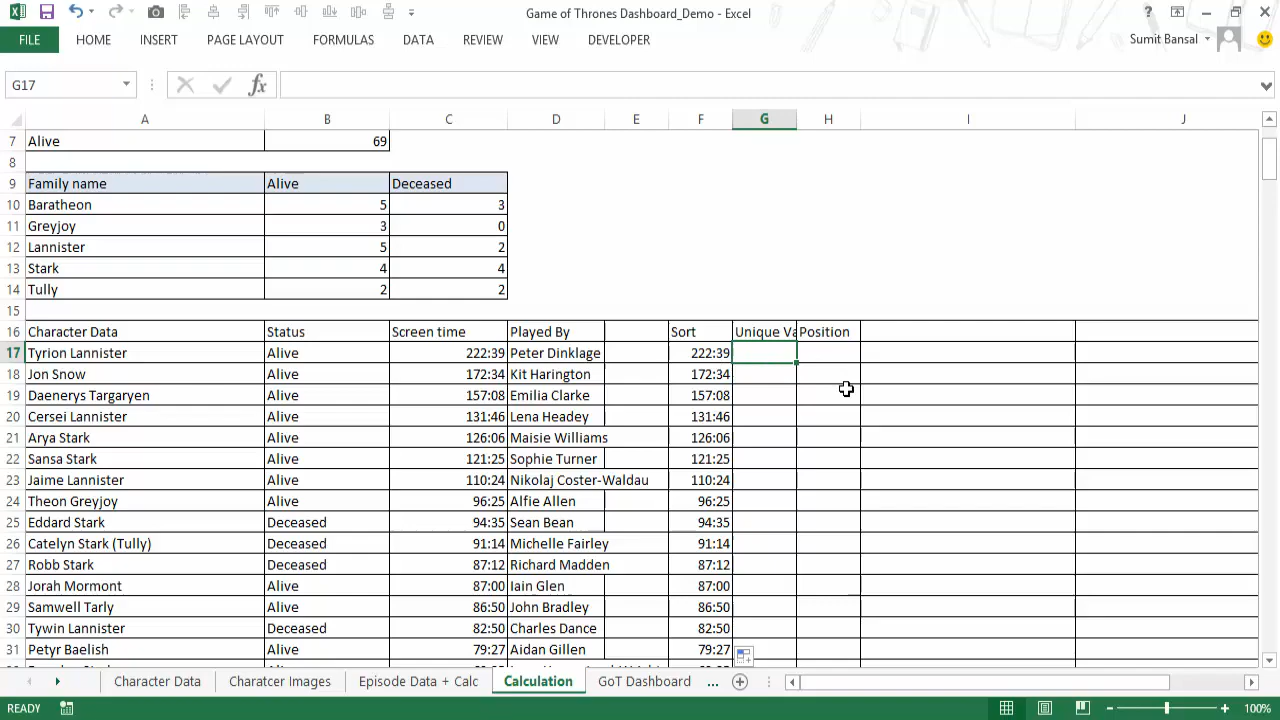 Game of Thrones Dashboard_Demo - Excel
FILE HOME INSERT PAGE LAYOUT FORMULAS DATA REVIEW VIEW DEVELOPER Sumit Bansal
G17 fx
A B C D E F G H I J
7 Alive 69
8
9 Family name Alive Deceased
10 Baratheon 5 3
11 Greyjoy 3 0
12 Lannister 5 2
13 Stark 4 4
14 Tully 2 2
15
16 Character Data Status Screen time Played By Sort Unique Va Position
17 Tyrion Lannister Alive 222:39 Peter Dinklage 222:39
18 Jon Snow Alive 172:34 Kit Harington 172:34
19 Daenerys Targaryen Alive 157:08 Emilia Clarke 157:08
20 Cersei Lannister Alive 131:46 Lena Headey 131:46
21 Arya Stark Alive 126:06 Maisie Williams 126:06
22 Sansa Stark Alive 121:25 Sophie Turner 121:25
23 Jaime Lannister Alive 110:24 Nikolaj Coster-Waldau 110:24
24 Theon Greyjoy Alive 96:25 Alfie Allen 96:25
25 Eddard Stark Deceased 94:35 Sean Bean 94:35
26 Catelyn Stark (Tully) Deceased 91:14 Michelle Fairley 91:14
27 Robb Stark Deceased 87:12 Richard Madden 87:12
28 Jorah Mormont Alive 87:00 Iain Glen 87:00
29 Samwell Tarly Alive 86:50 John Bradley 86:50
30 Tywin Lannister Deceased 82:50 Charles Dance 82:50
31 Petyr Baelish Alive 79:27 Aidan Gillen 79:27
Character Data Charatcer Images Episode Data + Calc Calculation GoT Dashboard ...
READY 100%